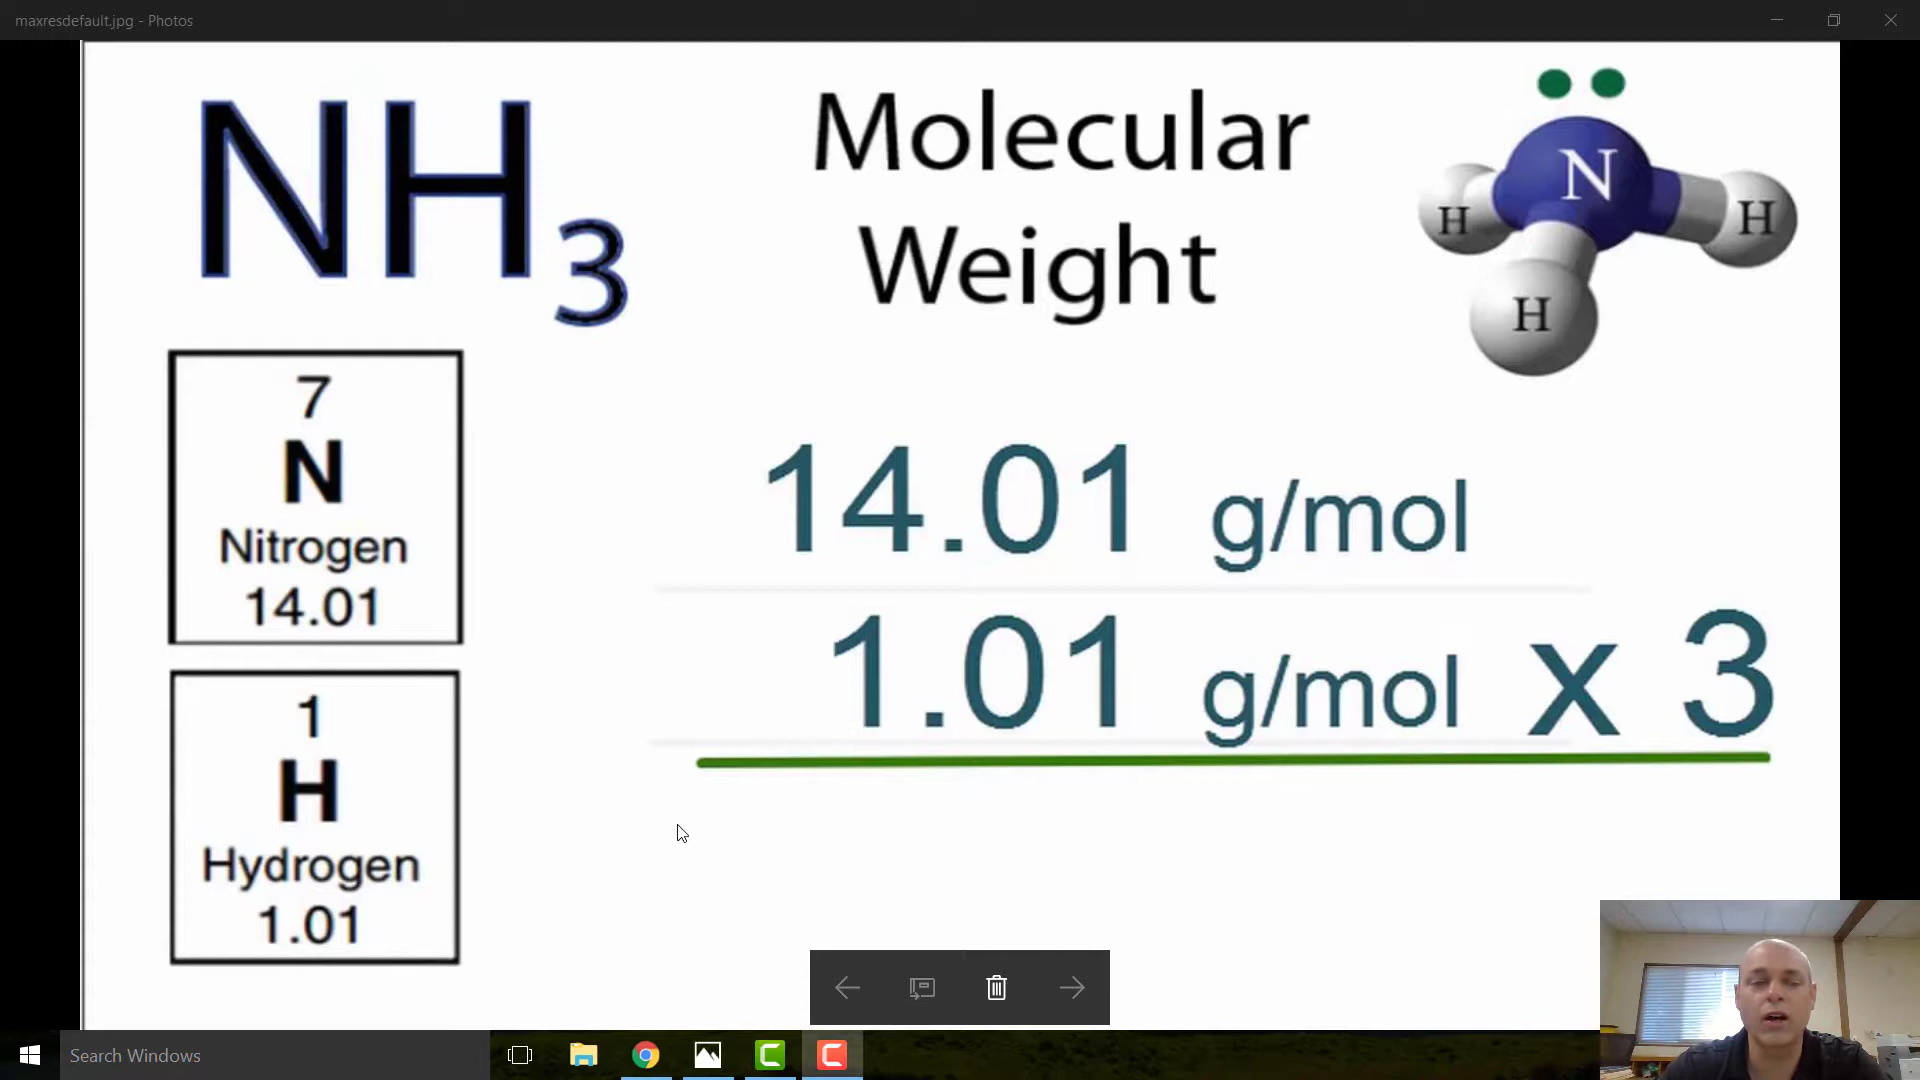 maxresdefault.jpg - Photos
NH3
Molecular
Weight
N
H
H
H
7
N
Nitrogen
14.01
14.01 g/mol
1.01 g/mol x 3
1
H
Hydrogen
1.01
Search Windows